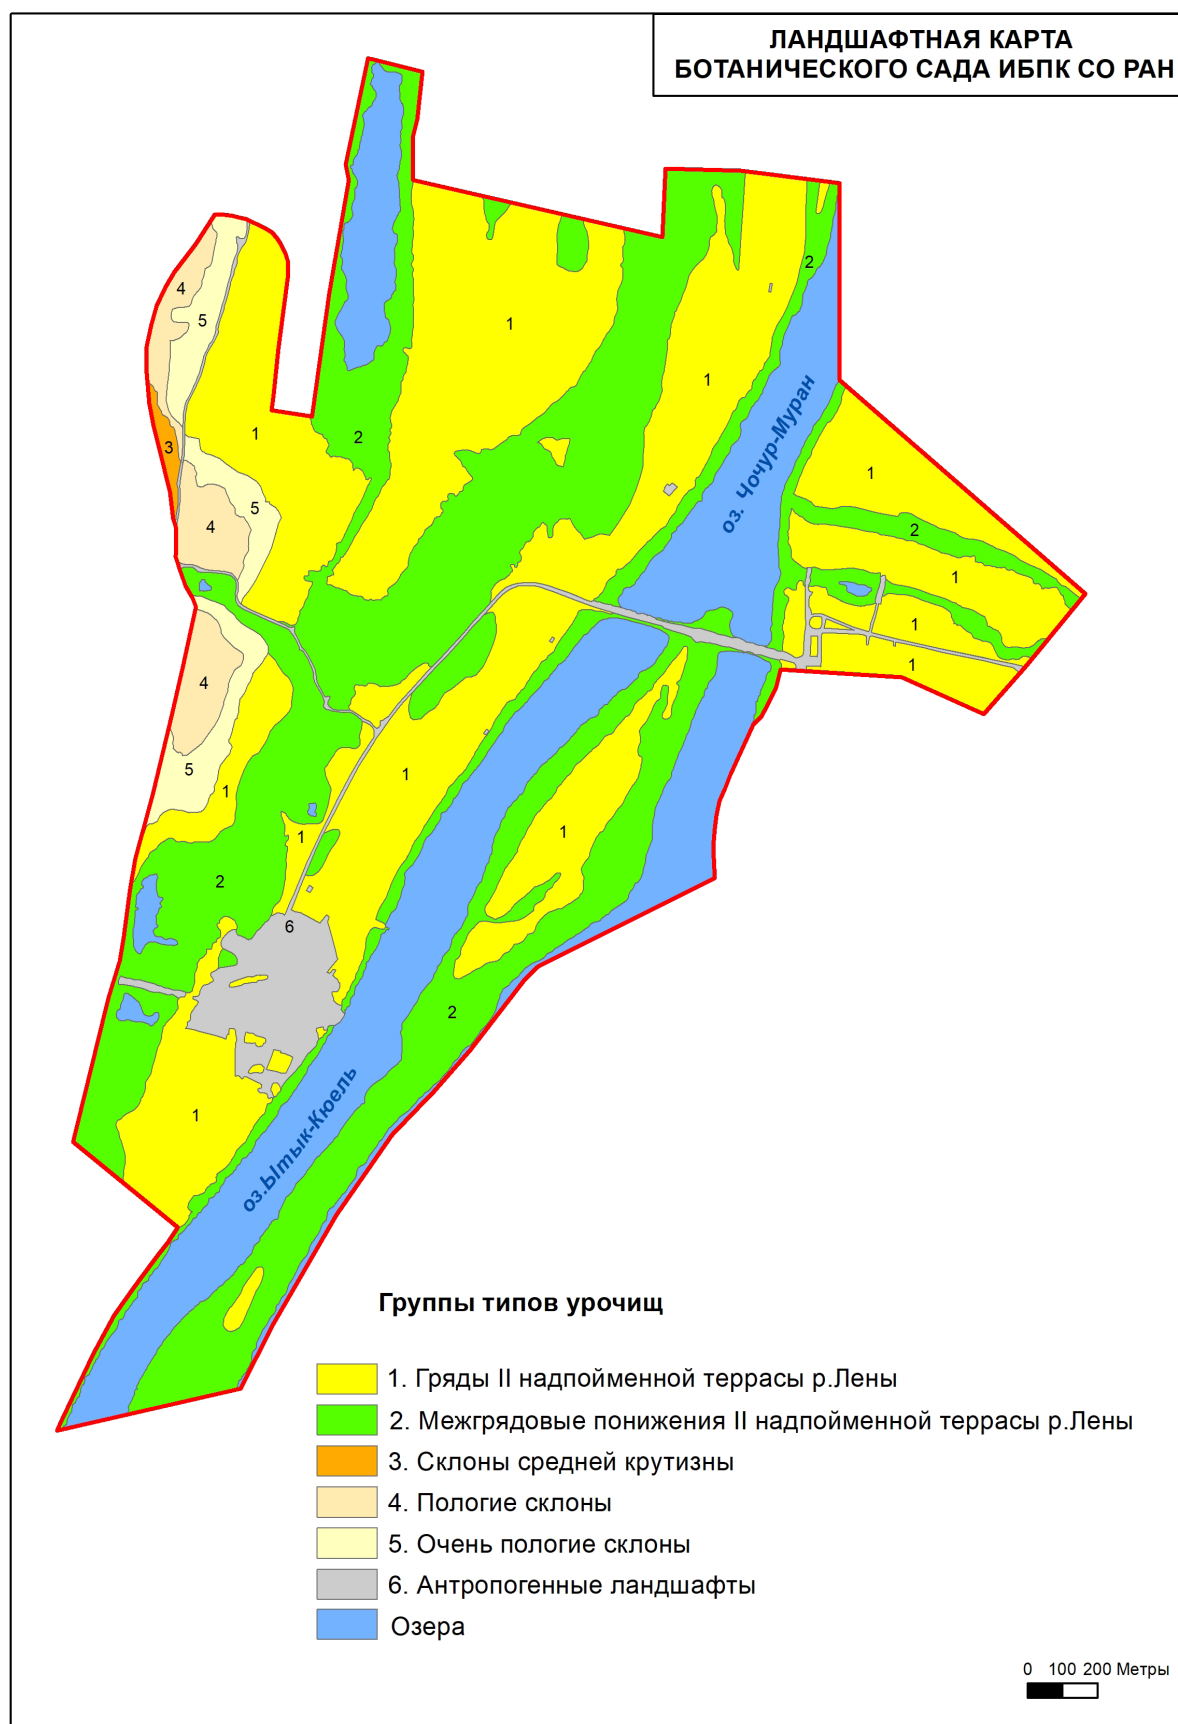 ЛАНДШАФТНАЯ КАРТА
БОТАНИЧЕСКОГО САДА ИБПК СО РАН
4
5
1
2
1
1
2
3
1
4
5
2
1
1
1
4
5
1
1
1
1
2
6
2
1
оз. Чочур-Муран
оз.Ытык-Кюель
Группы типов урочищ
1. Гряды II надпойменной террасы р.Лены
2. Межгрядовые понижения II надпойменной террасы р.Лены
3. Склоны средней крутизны
4. Пологие склоны
5. Очень пологие склоны
6. Антропогенные ландшафты
Озера
0 100 200 Метры